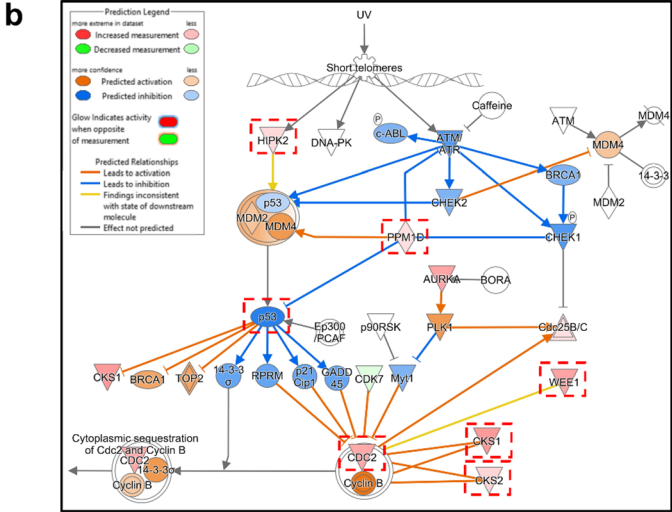 b
Prediction Legend
more extreme in dataset less
Increased measurement
Decreased measurement
more confidence less
Predicted activation
Predicted inhibition
Glow Indicates activity
when opposite
of measurement
Predicted Relationships
Leads to activation
Leads to inhibition
Findings inconsistent
with state of downstream
molecule
Effect not predicted
UV
Short telomeres
HIPK2
DNA-PK
P
c-ABL
ATM/
ATR
Caffeine
ATM
MDM4
MDM4
14-3-3
MDM2
BRCA1
CHEK2
P
CHEK1
p53
MDM2
MDM4
PPM1D
AURKA
BORA
p53
Ep300
/PCAF
p90RSK
PLK1
Cdc25B/C
CKS1
BRCA1
TOP2
14-3-3
σ
RPRM
p21
Cip1
GADD
45
CDK7
Myt1
WEE1
Cytoplasmic sequestration
of Cdc2 and Cyclin B
CDC2
14-3-3σ
Cyclin B
CDC2
Cyclin B
CKS1
CKS2